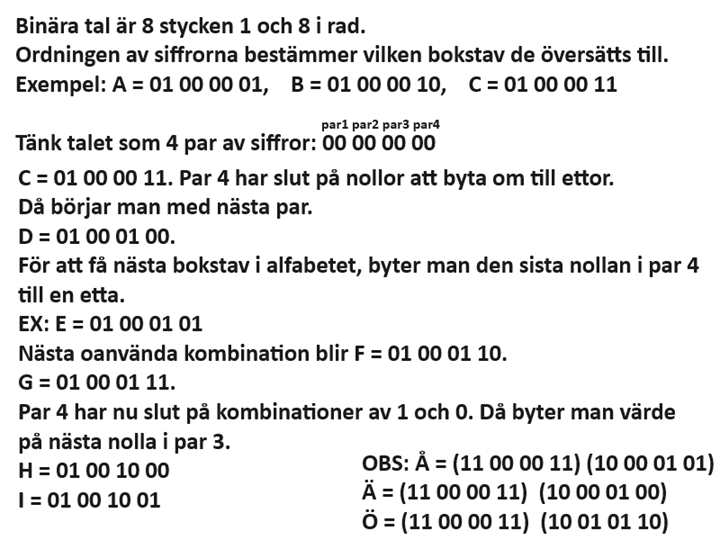 Binära tal är 8 stycken 1 och 8 i rad.
Ordningen av siffrorna bestämmer vilken bokstav de översätts till.
Exempel: A = 01 00 00 01, B = 01 00 00 10, C = 01 00 00 11
par1 par2 par3 par4
Tänk talet som 4 par av siffror: 00 00 00 00
C = 01 00 00 11. Par 4 har slut på nollor att byta om till ettor.
Då börjar man med nästa par.
D = 01 00 01 00.
För att få nästa bokstav i alfabetet, byter man den sista nollan i par 4
till en etta.
EX: E = 01 00 01 01
Nästa oanvända kombination blir F = 01 00 01 10.
G = 01 00 01 11.
Par 4 har nu slut på kombinationer av 1 och 0. Då byter man värde
på nästa nolla i par 3.
H = 01 00 10 00
I = 01 00 10 01
OBS: Å = (11 00 00 11) (10 00 01 01)
Ä = (11 00 00 11) (10 00 01 00)
Ö = (11 00 00 11) (10 01 01 10)